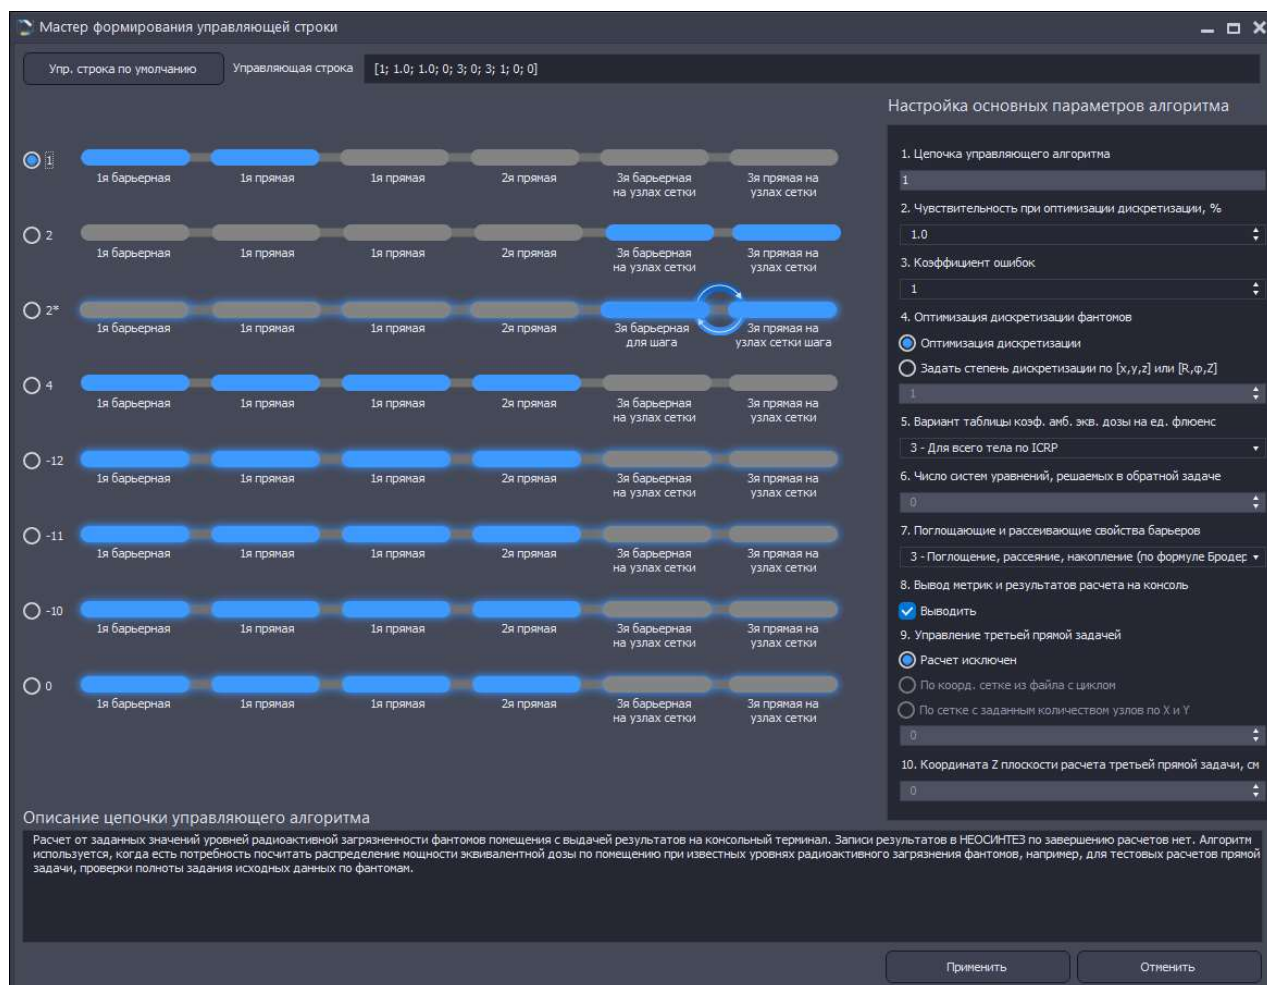 Мастер формирования управляющей строки
Упр. строка по умолчанию
Управляющая строка
[1; 1.0; 1.0; 0; 3; 0; 3; 1; 0; 0]
1
1я барьерная
1я прямая
1я прямая
2я прямая
3я барьерная
на узлах сетки
3я прямая на
узлах сетки
2
1я барьерная
1я прямая
1я прямая
2я прямая
3я барьерная
на узлах сетки
3я прямая на
узлах сетки
2*
1я барьерная
1я прямая
1я прямая
2я прямая
3я барьерная
для шага
3я прямая на
узлах сетки шага
4
1я барьерная
1я прямая
1я прямая
2я прямая
3я барьерная
на узлах сетки
3я прямая на
узлах сетки
-12
1я барьерная
1я прямая
1я прямая
2я прямая
3я барьерная
на узлах сетки
3я прямая на
узлах сетки
-11
1я барьерная
1я прямая
1я прямая
2я прямая
3я барьерная
на узлах сетки
3я прямая на
узлах сетки
-10
1я барьерная
1я прямая
1я прямая
2я прямая
3я барьерная
на узлах сетки
3я прямая на
узлах сетки
0
1я барьерная
1я прямая
1я прямая
2я прямая
3я барьерная
на узлах сетки
3я прямая на
узлах сетки
Настройка основных параметров алгоритма
1. Цепочка управляющего алгоритма
1
2. Чувствительность при оптимизации дискретизации, %
1.0
3. Коэффициент ошибок
1
4. Оптимизация дискретизации фантомов
Оптимизация дискретизации
Задать степень дискретизации по [x,y,z] или [R,φ,Z]
1
5. Вариант таблицы коэф. амб. экв. дозы на ед. флюенс
3 - Для всего тела по ICRP
6. Число систем уравнений, решаемых в обратной задаче
0
7. Поглощающие и рассеивающие свойства барьеров
3 - Поглощение, рассеяние, накопление (по формуле Бродер
8. Вывод метрик и результатов расчета на консоль
Выводить
9. Управление третьей прямой задачей
Расчет исключен
По коорд. сетке из файла с циклом
По сетке с заданным количеством узлов по X и Y
0
10. Координата Z плоскости расчета третьей прямой задачи, см
0
Описание цепочки управляющего алгоритма
Расчет от заданных значений уровней радиоактивной загрязненности фантомов помещения с выдачей результатов на консольный терминал. Записи результатов в НЕОСИНТЕЗ по завершению расчетов нет. Алгоритм
используется, когда есть потребность посчитать распределение мощности эквивалентной дозы по помещению при известных уровнях радиоактивного загрязнения фантомов, например, для тестовых расчетов прямой
задачи, проверки полноты задания исходных данных по фантомам.
Применить
Отменить